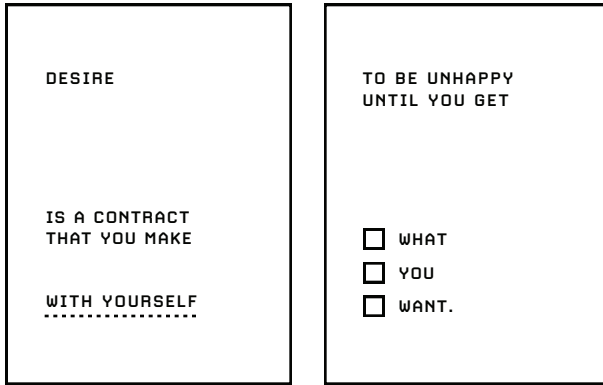 DESIRE
IS A CONTRACT
THAT YOU MAKE
WITH YOURSELF
TO BE UNHAPPY
UNTIL YOU GET
WHAT
YOU
WANT.